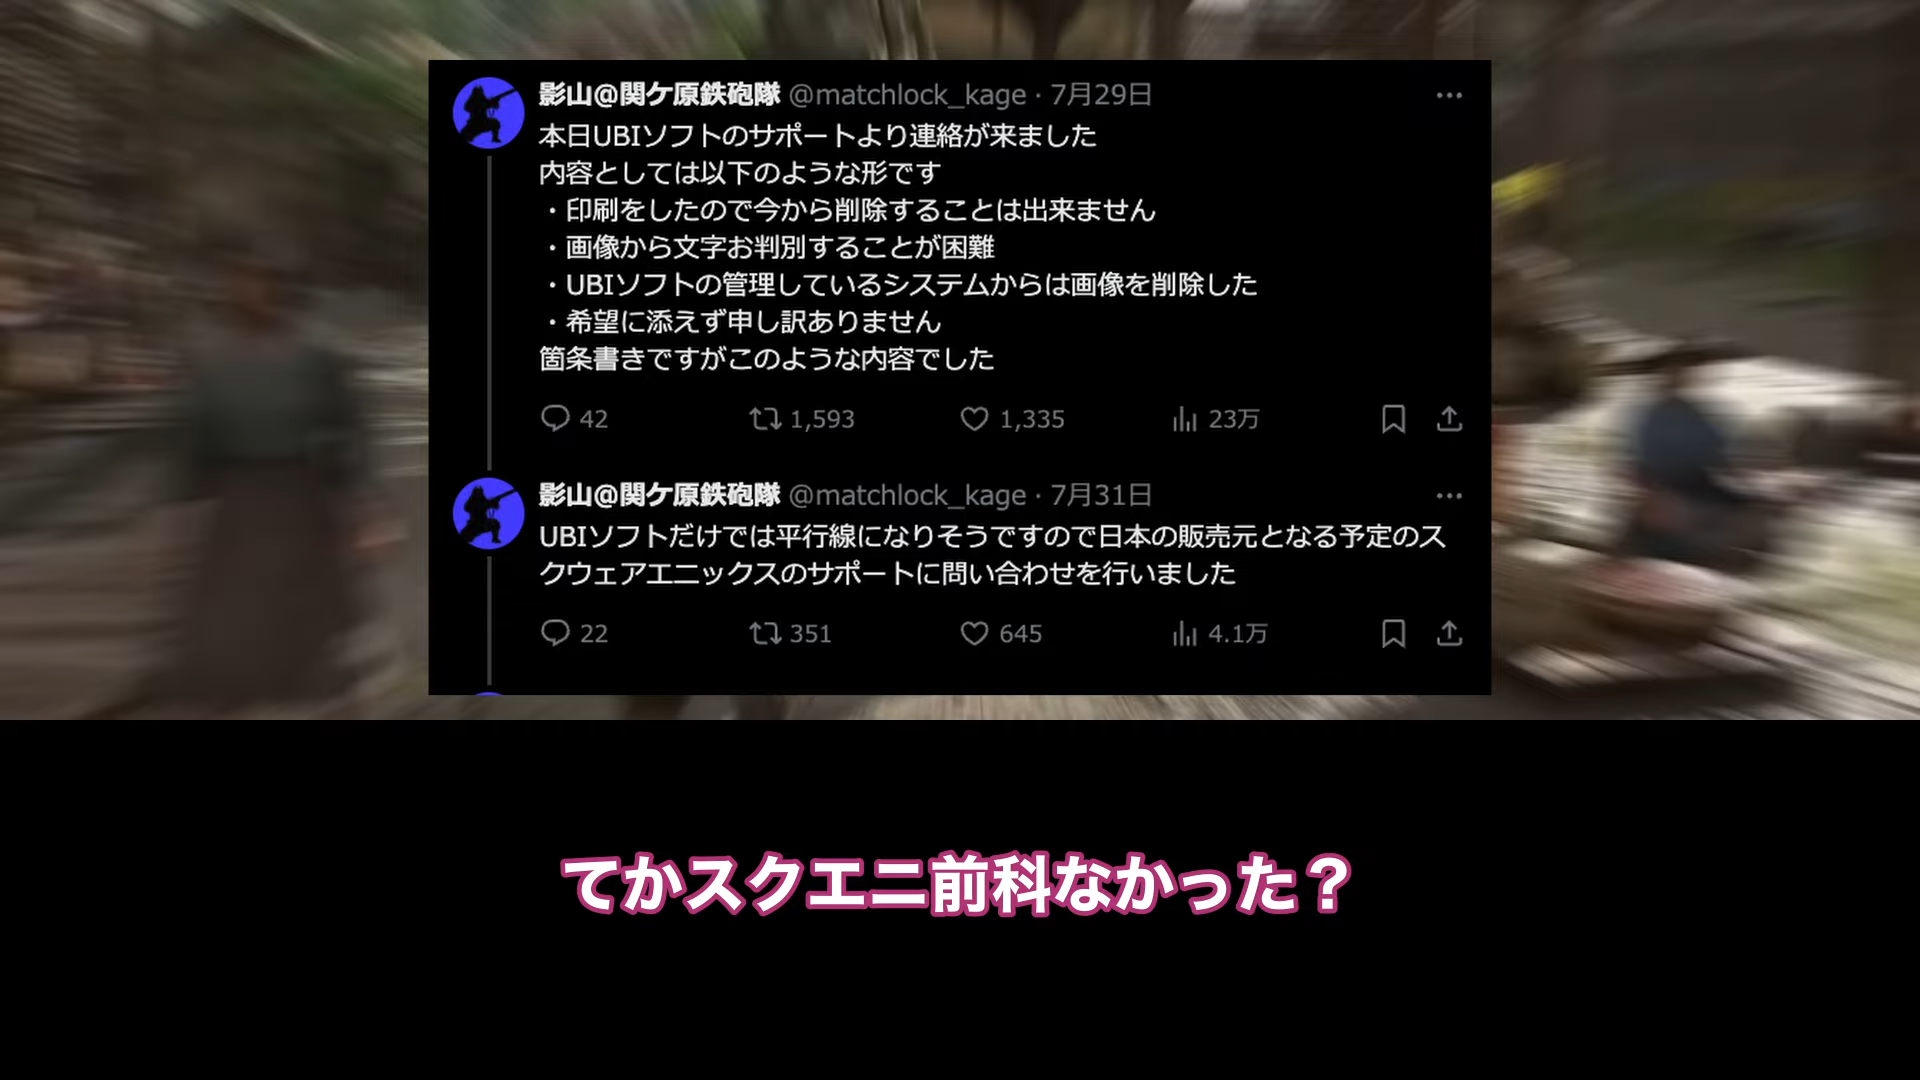 影山@関ケ原鉄砲隊 @matchlock_kage · 7月29日
本日UBIソフトのサポートより連絡が来ました
内容としては以下のような形です
・印刷をしたので今から削除することは出来ません
・画像から文字お判別することが困難
・UBIソフトの管理しているシステムからは画像を削除した
・希望に添えず申し訳ありません
箇条書きですがこのような内容でした
42 1,593 1,335 23万
影山@関ケ原鉄砲隊 @matchlock_kage · 7月31日
UBIソフトだけでは平行線になりそうですので日本の販売元となる予定のス
クウェアエニックスのサポートに問い合わせを行いました
22 351 645 4.1万
てかスクエニ前科なかった？